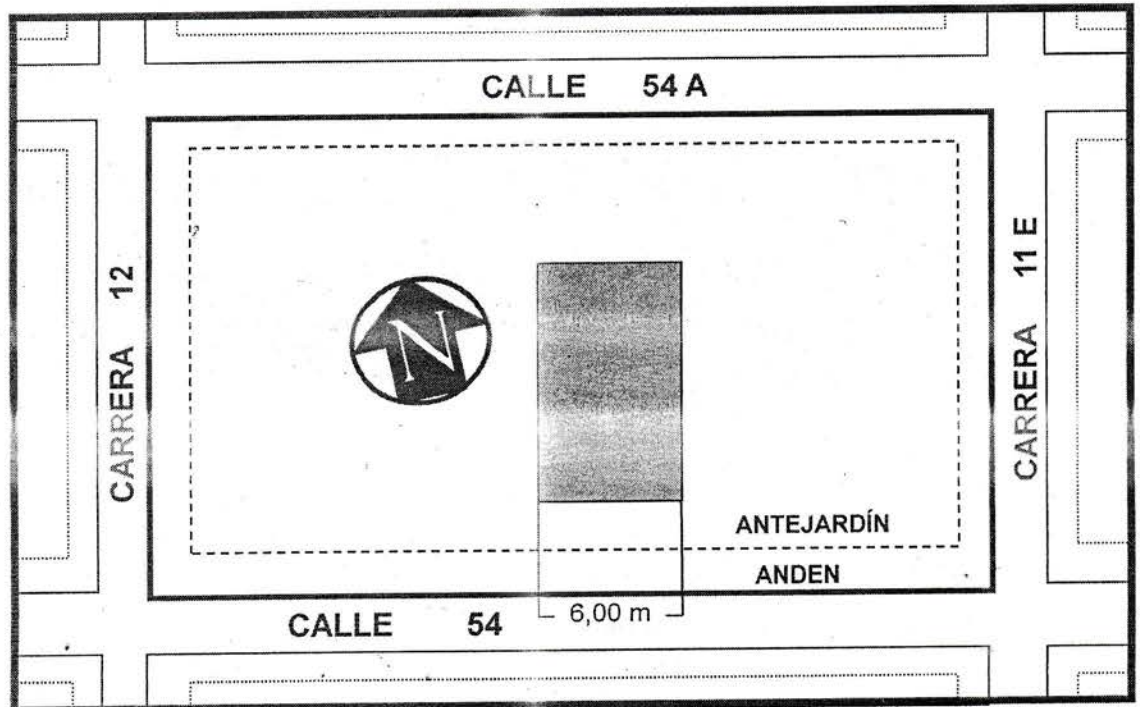 CALLE 54 A
CARRERA 12
N
CARRERA 11 E
ANTEJARDÍN
ANDEN
CALLE 54
6,00 m